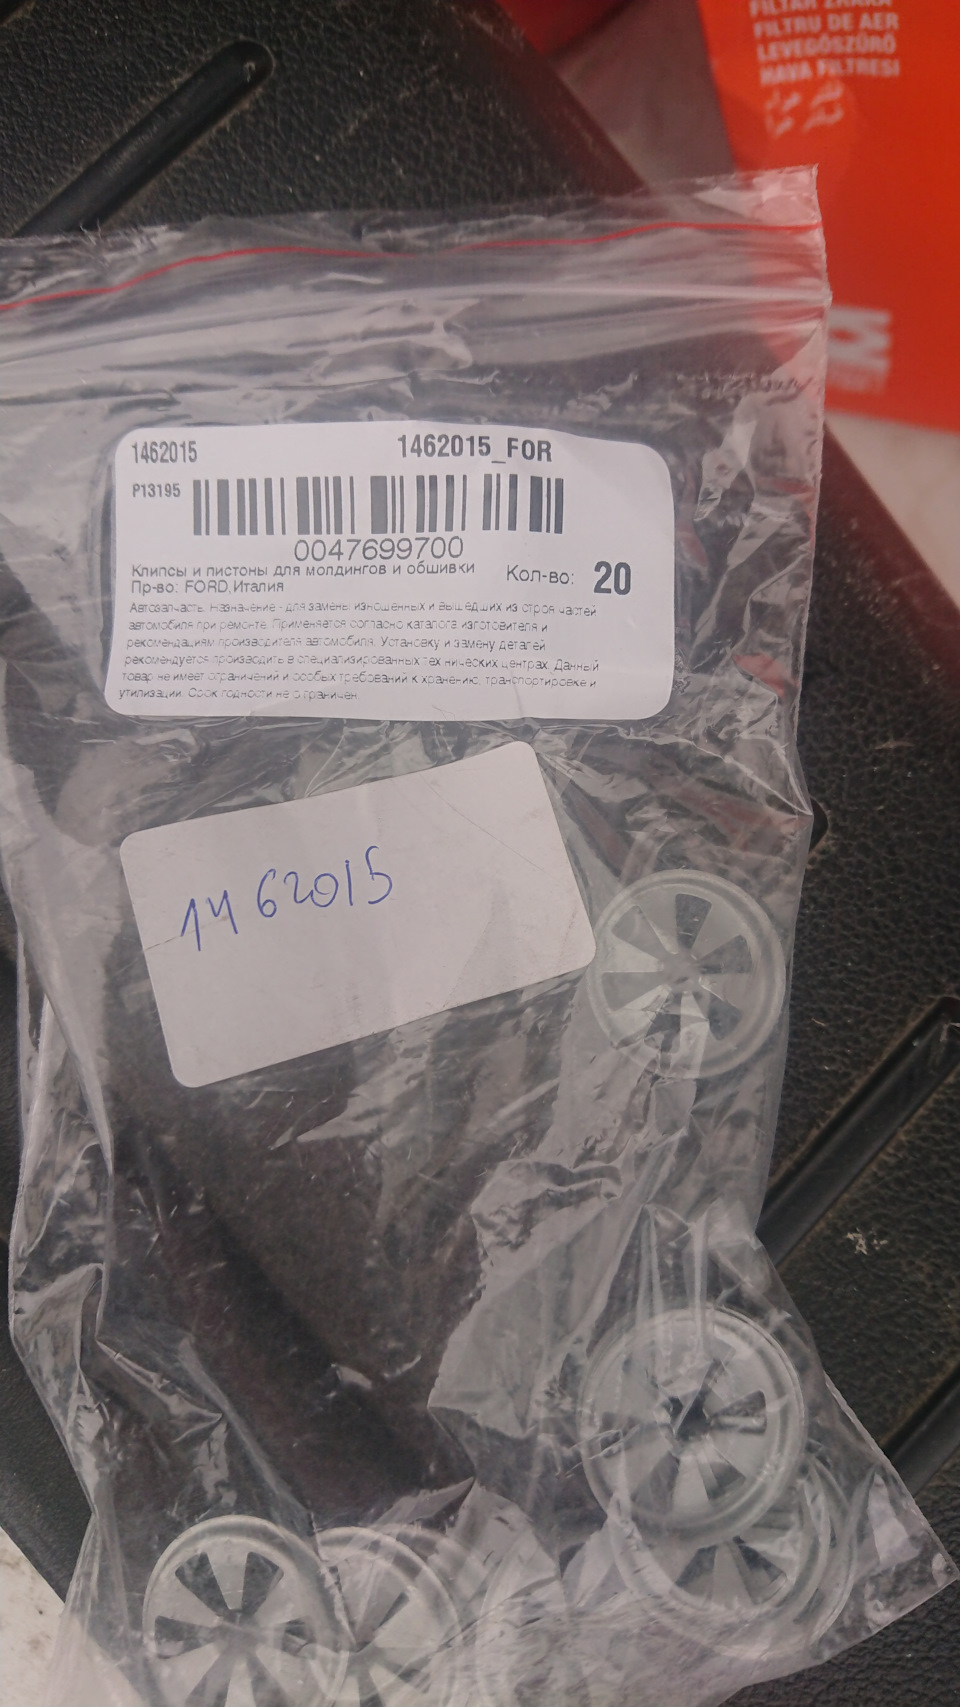 FILTAR ZRAKA
FILTRU DE AER
LEVEGŐSZŰRŐ
HAVA FILTRESI
1462015
1462015_FOR
P13195
0047699700
Клипсы и пистоны для молдингов и обшивки
Пр-во: FORD,Италия
Кол-во: 20
Автозапчасть. Назначение - для замены изношенных и вышедших из строя частей
автомобиля при ремонте. Применяется согласно каталога изготовителя и
рекомендациям производителя автомобиля. Установку и замену деталей
рекомендуется производить в специализированных технических центрах. Данный
товар не имеет ограничений и особых требований к хранению, транспортировке и
утилизации. Срок годности не ограничен.
1462015